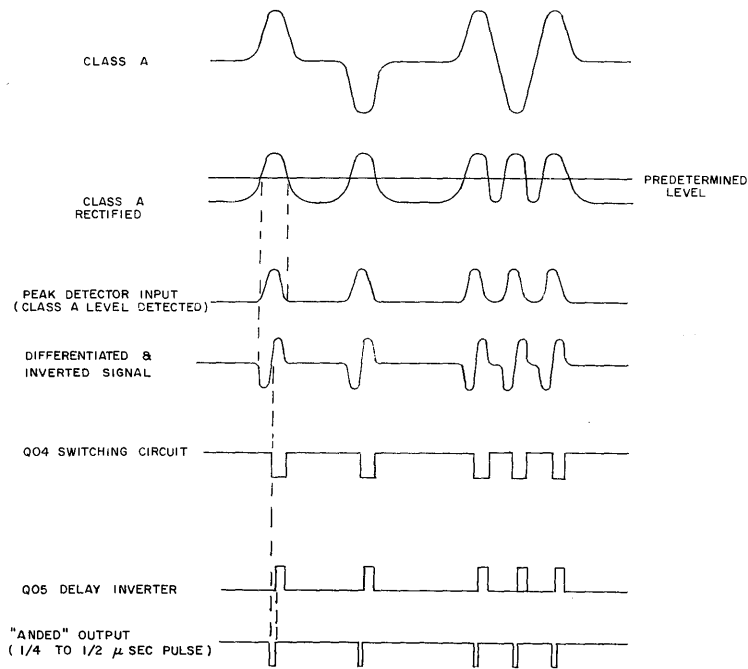 CLASS A
CLASS A
RECTIFIED
PREDETERMINED
LEVEL
PEAK DETECTOR INPUT
(CLASS A LEVEL DETECTED)
DIFFERENTIATED &
INVERTED SIGNAL
Q04 SWITCHING CIRCUIT
Q05 DELAY INVERTER
"ANDED" OUTPUT
(1/4 TO 1/2 μ SEC PULSE)